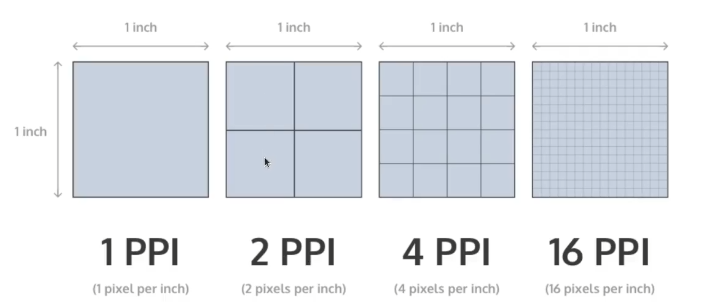 1 inch
1 inch
1 inch
1 inch
1 inch
1 PPI
2 PPI
4 PPI
16 PPI
(1 pixel per inch)
(2 pixels per inch)
(4 pixels per inch)
(16 pixels per inch)